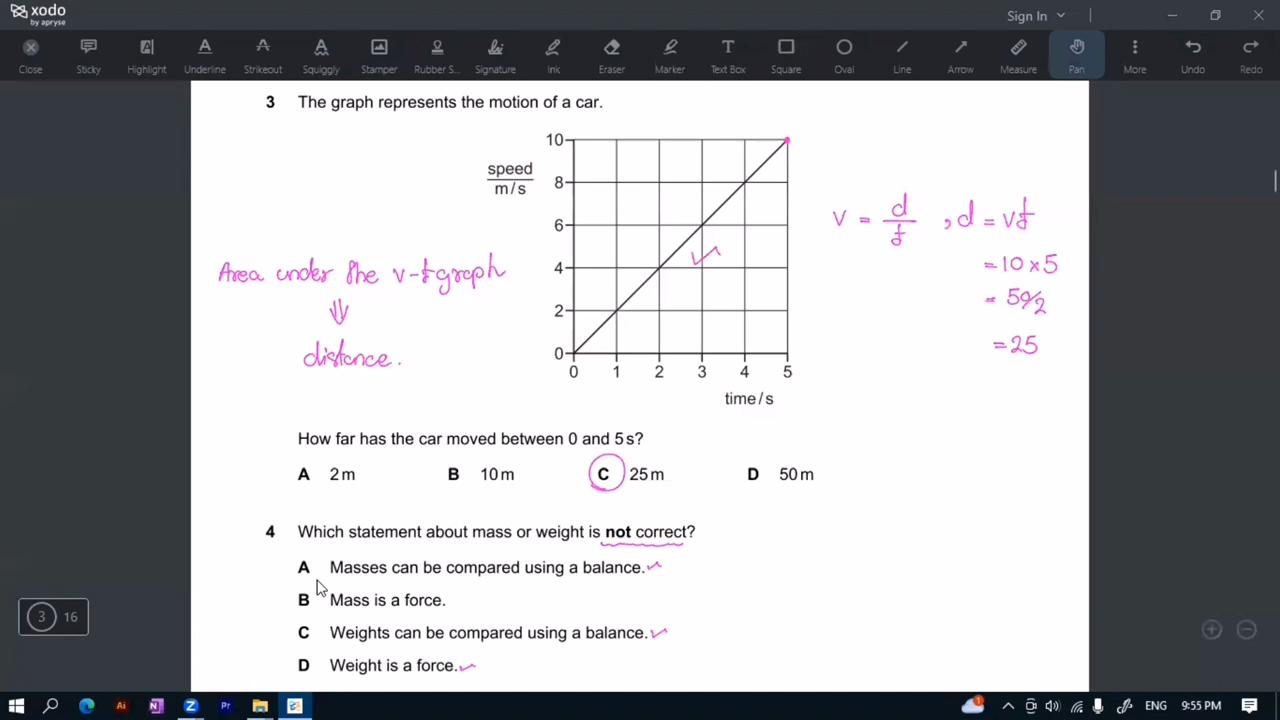 xodo
by apryse
Sign In
Close
Sticky
Highlight
Underline
Strikeout
Squiggly
Stamper
Rubber S...
Signature
Ink
Eraser
Marker
Text Box
Square
Oval
Line
Arrow
Measure
Pan
More
Undo
Redo
3 The graph represents the motion of a car.
10
8
6
4
2
0
speed
m/s
0 1 2 3 4 5
time/s
Area under the v-t graph
⇓
distance.
v = d/t , d = vt
= 10 × 5
= 50/2
= 25
How far has the car moved between 0 and 5 s?
A 2 m B 10 m C 25 m D 50 m
4 Which statement about mass or weight is not correct?
A Masses can be compared using a balance. ✓
B Mass is a force.
C Weights can be compared using a balance. ✓
D Weight is a force. ✓
3 16
Ai
N
Z
Pr
1
ENG
9:55 PM